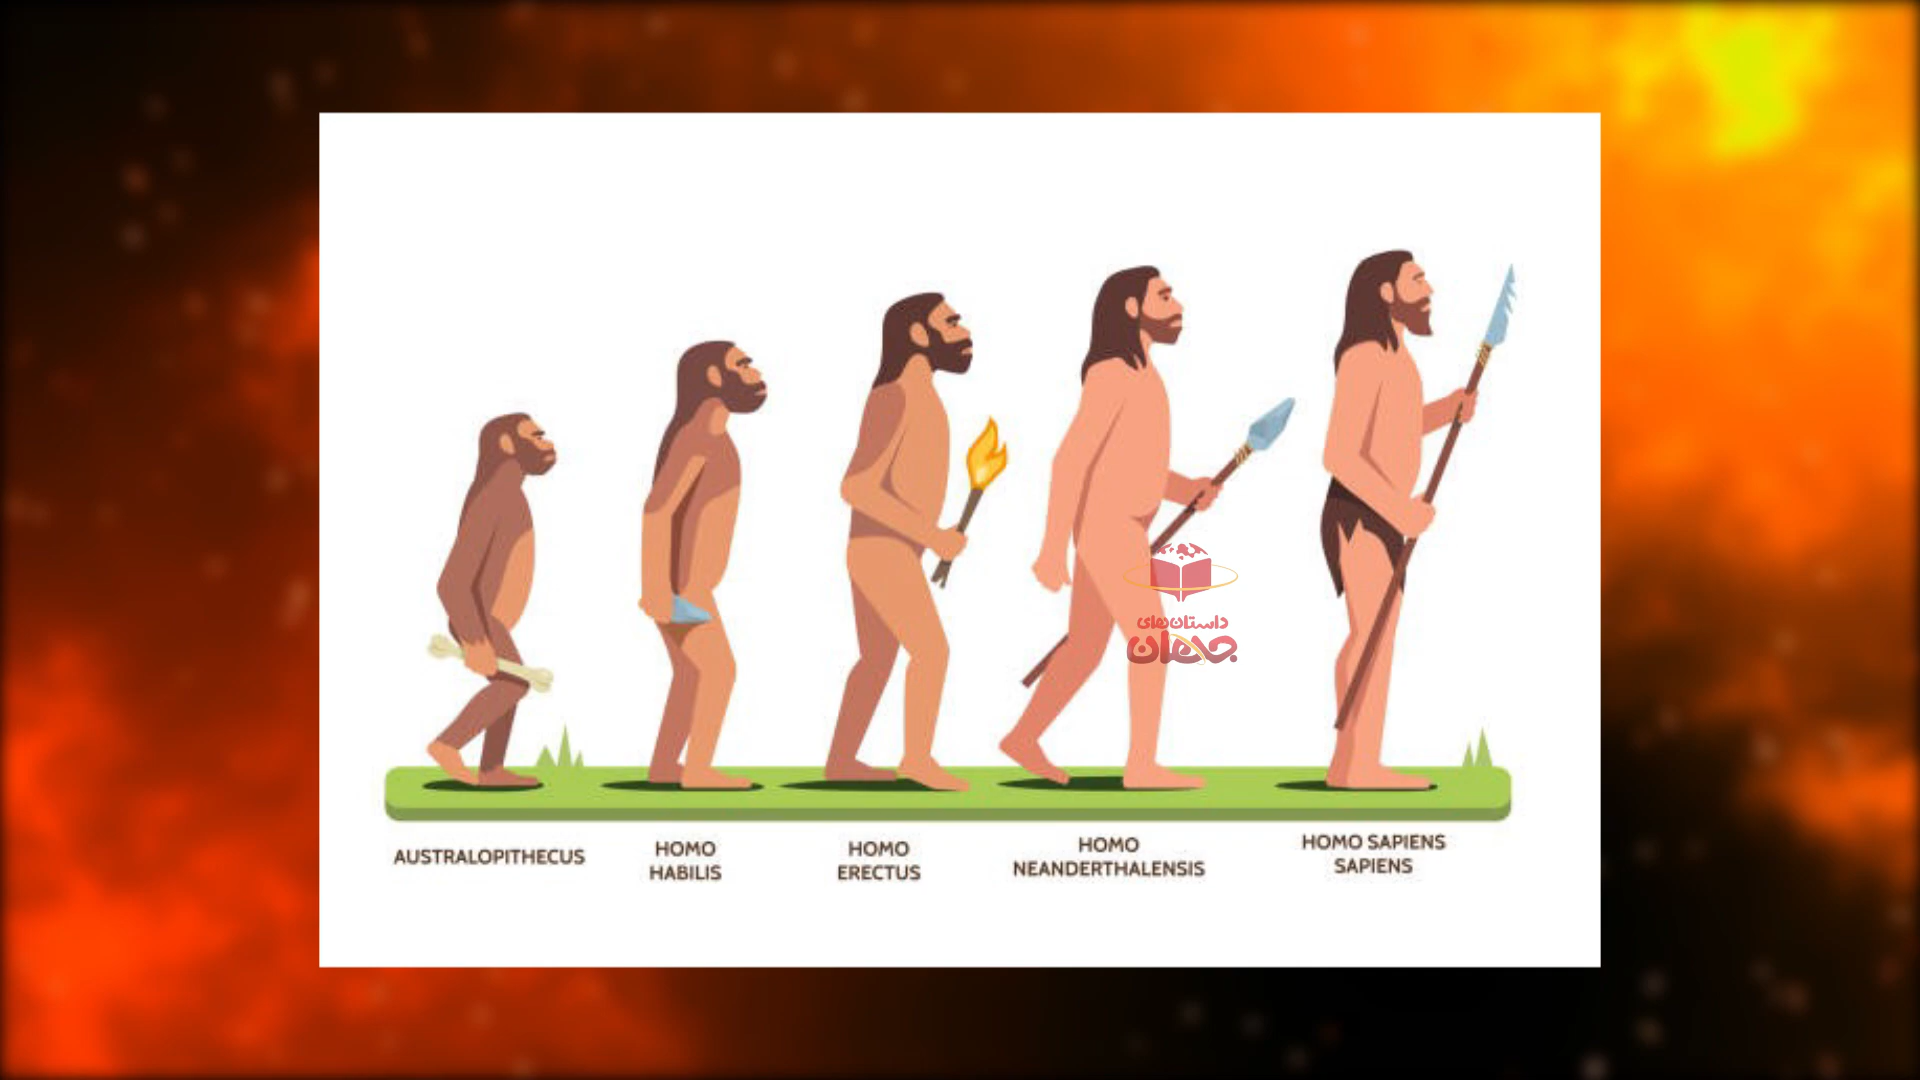 داستان‌های
جهان
AUSTRALOPITHECUS
HOMO
HABILIS
HOMO
ERECTUS
HOMO
NEANDERTHALENSIS
HOMO SAPIENS
SAPIENS